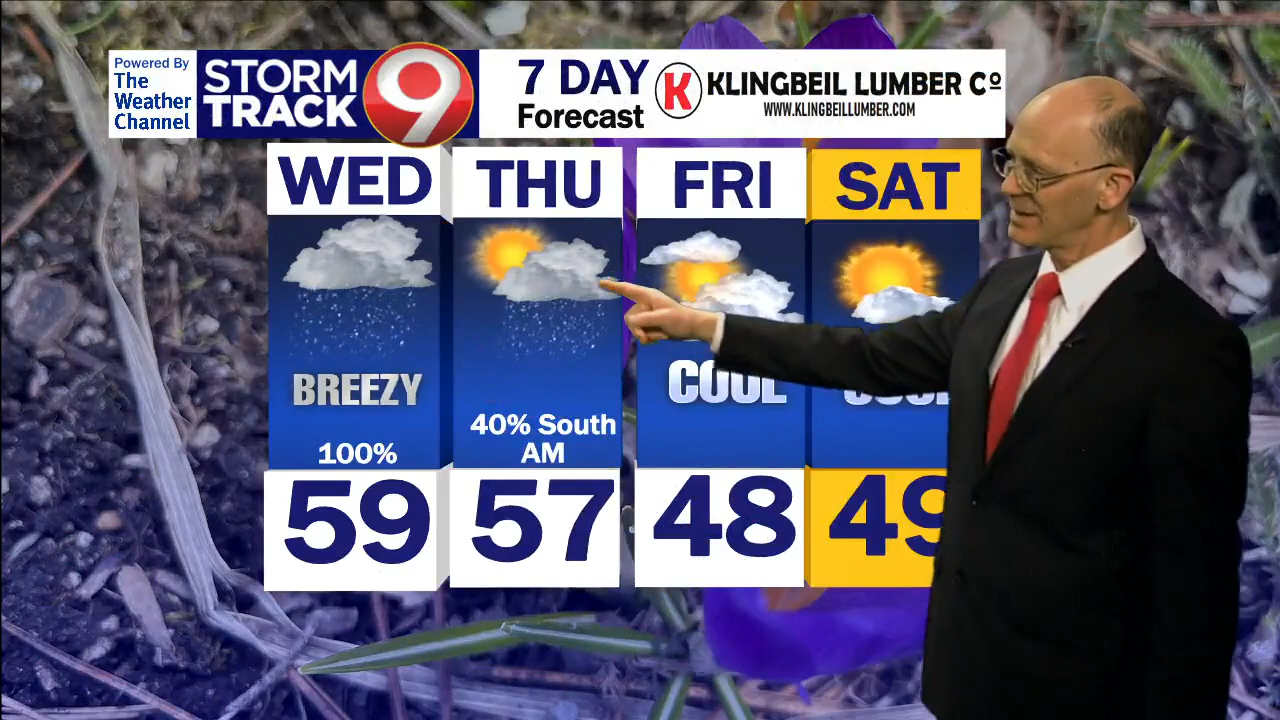 Powered By
The
Weather
Channel
STORM
TRACK
9
7 DAY
Forecast
K
KLINGBEIL LUMBER Cº
WWW.KLINGBEILLUMBER.COM
WED
THU
FRI
SAT
BREEZY
100%
40% South
AM
COOL
59
57
48
49